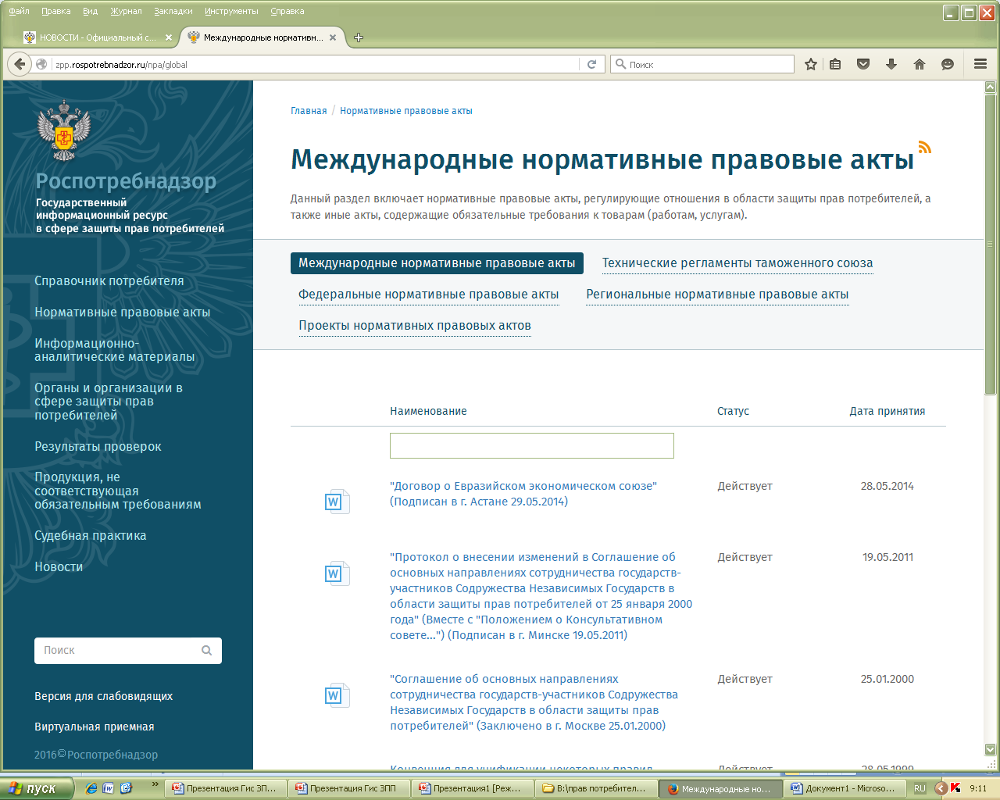 Файл Правка Вид Журнал Закладки Инструменты Справка
НОВОСТИ - Официальный с...
Международные нормативн...
zpp.rospotrebnadzor.ru/npa/global
Поиск
Роспотребнадзор
Государственный
информационный ресурс
в сфере защиты прав потребителей
Справочник потребителя
Нормативные правовые акты
Информационно-
аналитические материалы
Органы и организации в
сфере защиты прав
потребителей
Результаты проверок
Продукция, не
соответствующая
обязательным требованиям
Судебная практика
Новости
Поиск
Версия для слабовидящих
Виртуальная приемная
2016©Роспотребнадзор
Главная / Нормативные правовые акты
Международные нормативные правовые акты
Данный раздел включает нормативные правовые акты, регулирующие отношения в области защиты прав потребителей, а
также иные акты, содержащие обязательные требования к товарам (работам, услугам).
Международные нормативные правовые акты Технические регламенты таможенного союза
Федеральные нормативные правовые акты Региональные нормативные правовые акты
Проекты нормативных правовых актов
Наименование Статус Дата принятия
"Договор о Евразийском экономическом союзе" Действует 28.05.2014
(Подписан в г. Астане 29.05.2014)
"Протокол о внесении изменений в Соглашение об Действует 19.05.2011
основных направлениях сотрудничества государств-
участников Содружества Независимых Государств в
области защиты прав потребителей от 25 января 2000
года" (Вместе с "Положением о Консультативном
совете...") (Подписан в г. Минске 19.05.2011)
"Соглашение об основных направлениях Действует 25.01.2000
сотрудничества государств-участников Содружества
Независимых Государств в области защиты прав
потребителей" (Заключено в г. Москве 25.01.2000)
Конвенция для унификации некоторых правил Действует 28.05.1999
пуск
Презентация Гис ЗП...
Презентация Гис ЗПП
Презентация1 [Реж...
B:\прав потребител...
Международные но...
Документ1 - Microso...
RU
9:11